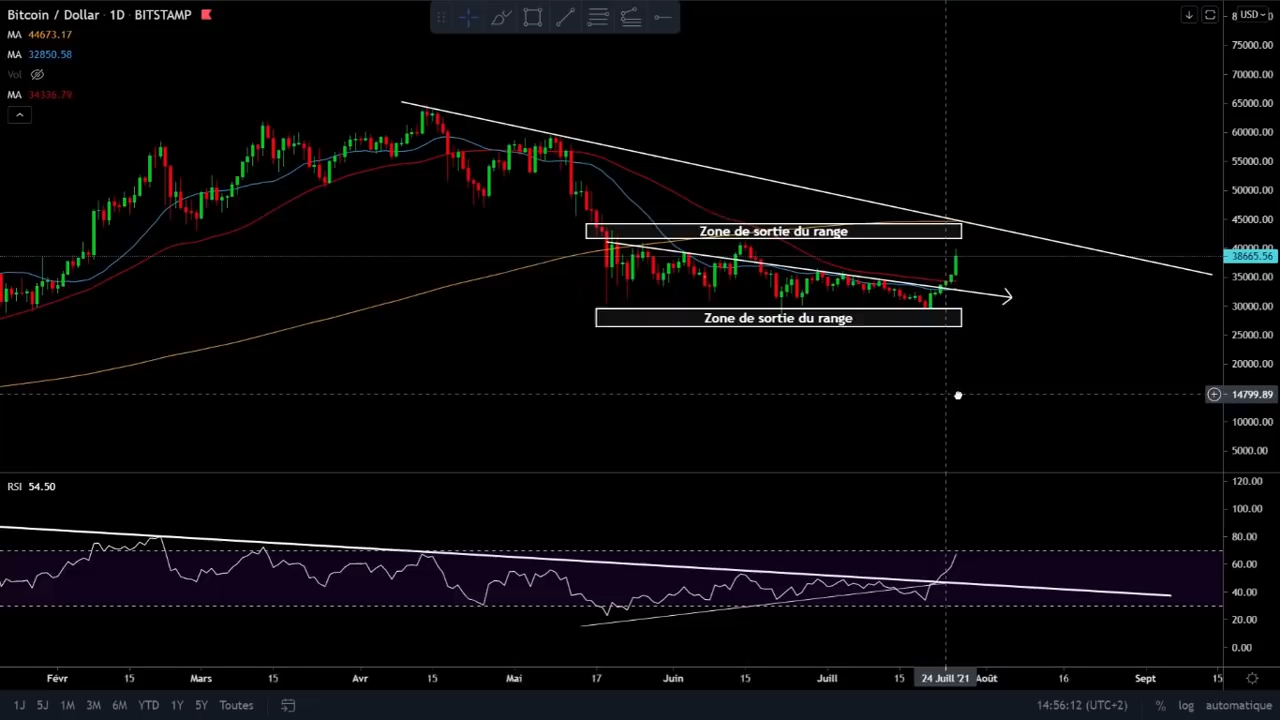 Bitcoin / Dollar · 1D · BITSTAMP
MA 44673.17
MA 32850.58
Vol
MA 34336.79
USD
75000.00
70000.00
65000.00
60000.00
55000.00
50000.00
45000.00
Zone de sortie du range
38665.56
35000.00
30000.00
Zone de sortie du range
25000.00
20000.00
14799.89
10000.00
5000.00
RSI 54.50
120.00
100.00
80.00
60.00
40.00
20.00
0.00
Févr 15 Mars 15 Avr 15 Mai 17 Juin 15 Juill 15 24 Juill '21 Août 16 Sept 15
1J 5J 1M 3M 6M YTD 1Y 5Y Toutes 14:56:12 (UTC+2) % log automatique